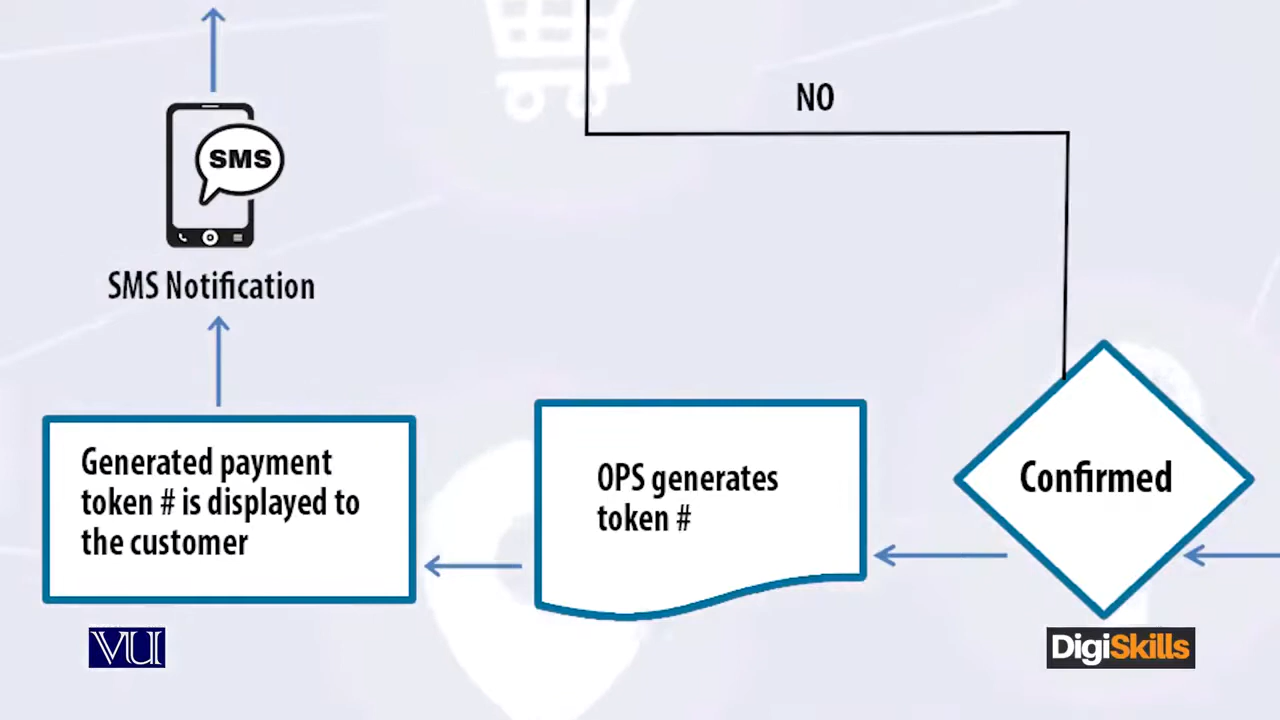 NO
SMS
SMS Notification
Generated payment
token # is displayed to
the customer
OPS generates
token #
Confirmed
VU
DigiSkills